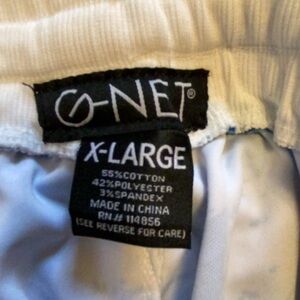 G-NET®
X-LARGE
55%COTTON
42%POLYESTER
3%SPANDEX
MADE IN CHINA
RN# 114856
(SEE REVERSE FOR CARE)